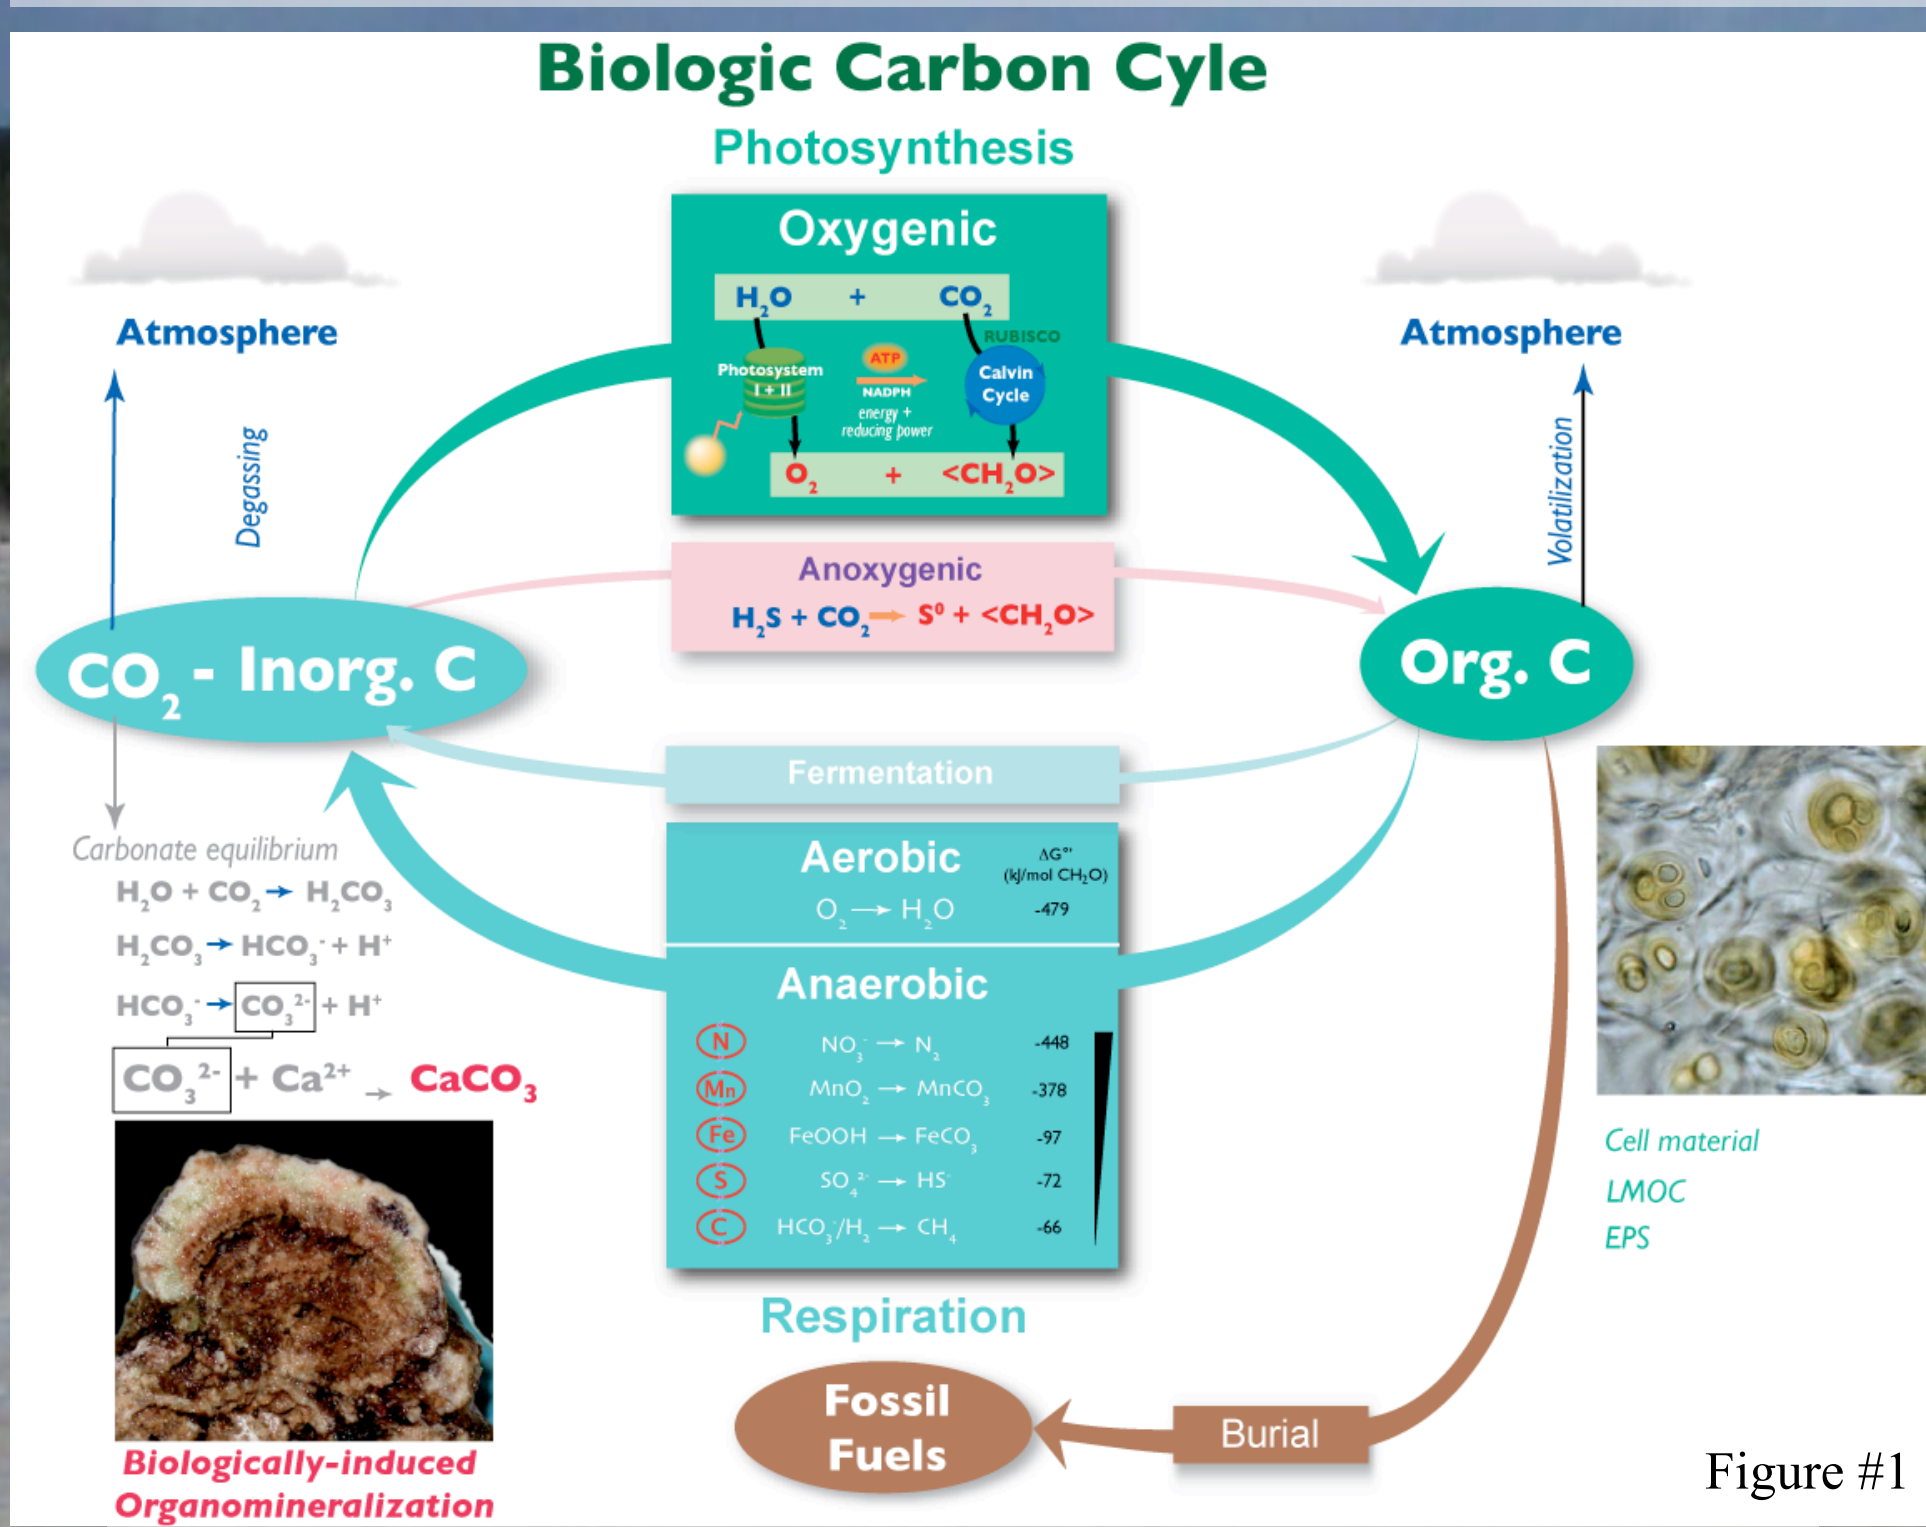 Biologic Carbon Cyle
Photosynthesis
Oxygenic
H₂O + CO₂
RUBISCO
Photosystem
I + II
ATP
NADPH
energy +
reducing power
Calvin
Cycle
O₂ + <CH₂O>
Anoxygenic
H₂S + CO₂ → S⁰ + <CH₂O>
Atmosphere
Degassing
Atmosphere
Volatilization
CO₂ - Inorg. C
Org. C
Fermentation
Aerobic
ΔG°'
(kJ/mol CH₂O)
O₂ → H₂O -479
Anaerobic
N NO₃⁻ → N₂ -448
Mn MnO₂ → MnCO₃ -378
Fe FeOOH → FeCO₃ -97
S SO₄²⁻ → HS⁻ -72
C HCO₃⁻/H₂ → CH₄ -66
Respiration
Carbonate equilibrium
H₂O + CO₂ → H₂CO₃
H₂CO₃ → HCO₃⁻ + H⁺
HCO₃⁻ → CO₃²⁻ + H⁺
CO₃²⁻ + Ca²⁺ → CaCO₃
Biologically-induced
Organomineralization
Cell material
LMOC
EPS
Fossil
Fuels
Burial
Figure #1